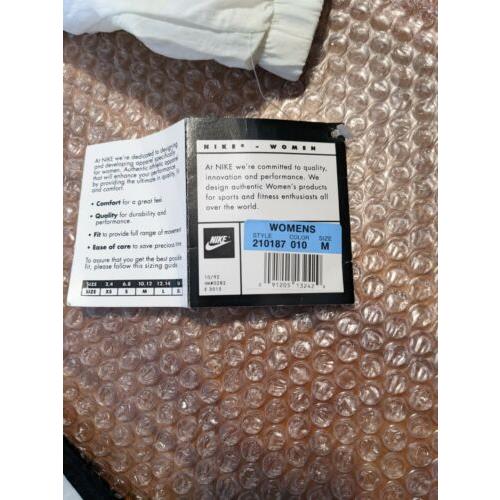 At NIKE we're dedicated to designing
and developing apparel specifically
for women. Authentic athletic apparel
that will enhance your performance
by providing the ultimate in quality, fit
and comfort.
• Comfort for a great feel
• Quality for durability and
performance.
• Fit to provide full range of
• Ease of care to save precious
To assure that you get the best
fit, please follow this sizing guide
SIZE 2,4 6,8 10,12 12,14
SIZE XS S M L
NIKE® - WOMEN
At NIKE we're committed to quality,
innovation and performance. We
design authentic Women's products
for sports and fitness enthusiasts all
over the world.
NIKE
10/92
WOMENS
STYLE COLOR SIZE
210187 010 M
91205 13242